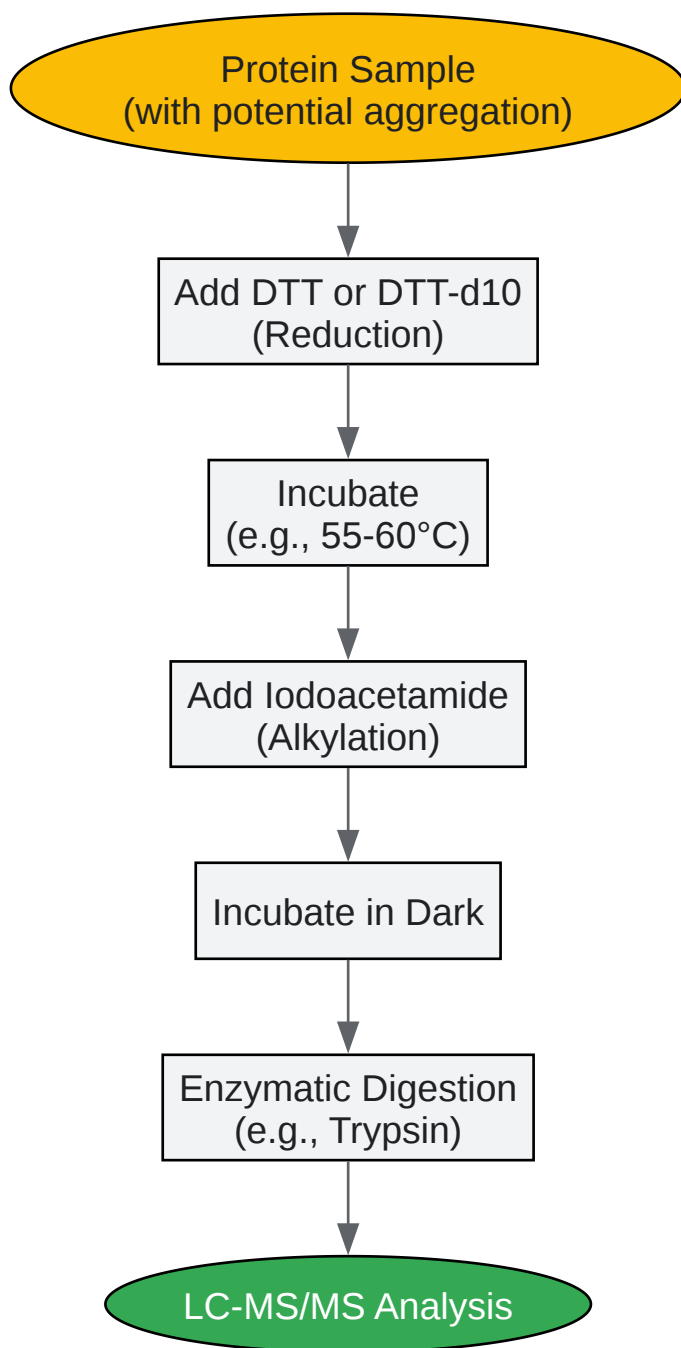 Protein Sample
(with potential aggregation)
Add DTT or DTT-d10
(Reduction)
Incubate
(e.g., 55-60°C)
Add Iodoacetamide
(Alkylation)
Incubate in Dark
Enzymatic Digestion
(e.g., Trypsin)
LC-MS/MS Analysis